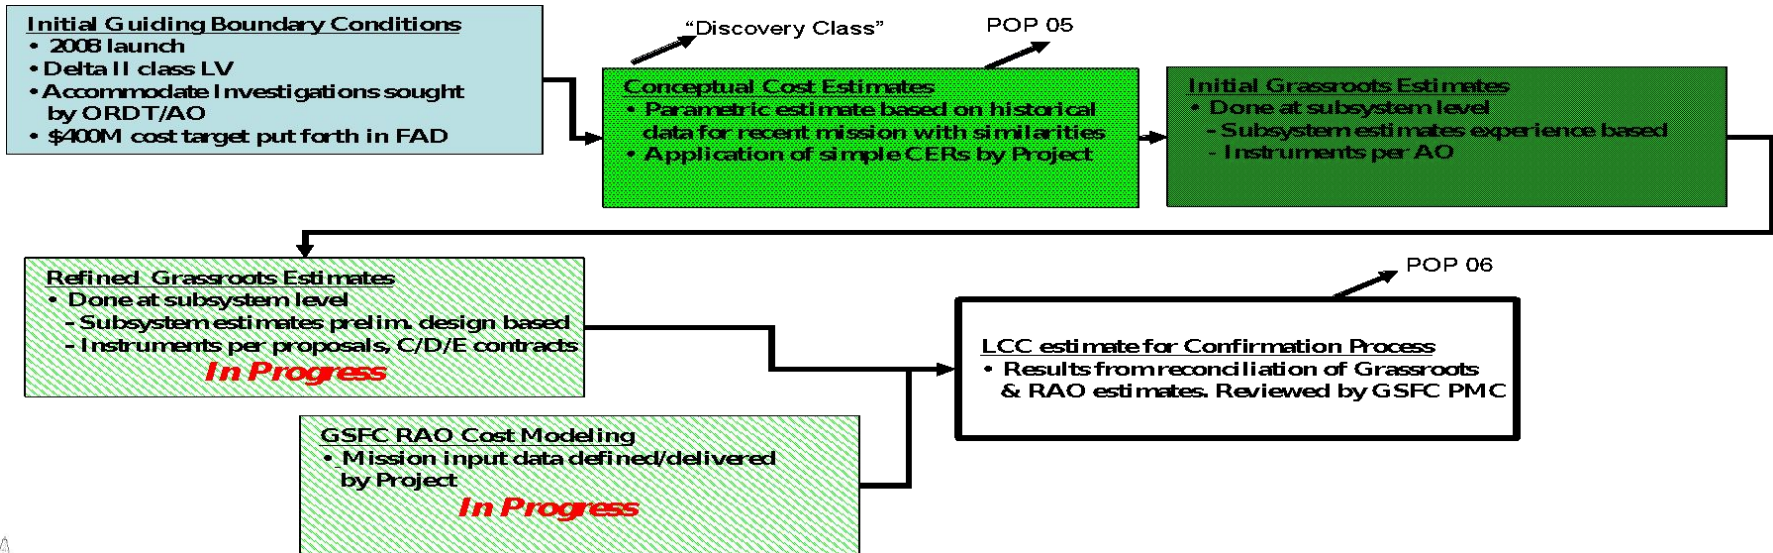 Initial Guiding Boundary Conditions
• 2008 launch
• Delta II class LV
• Accommodate Investigations sought
by ORDT/AO
• $400M cost target put forth in FAD
“Discovery Class”
POP 05
Conceptual Cost Estimates
• Parametric estimate based on historical
data for recent mission with similarities
• Application of simple CERs by Project
Initial Grassroots Estimates
• Done at subsystem level
- Subsystem estimates experience based
- Instruments per AO
Refined Grassroots Estimates
• Done at subsystem level
- Subsystem estimates prelim. design based
- Instruments per proposals, C/D/E contracts
In Progress
GSFC RAO Cost Modeling
• Mission input data defined/delivered
by Project
In Progress
POP 06
LCC estimate for Confirmation Process
• Results from reconciliation of Grassroots
& RAO estimates. Reviewed by GSFC PMC